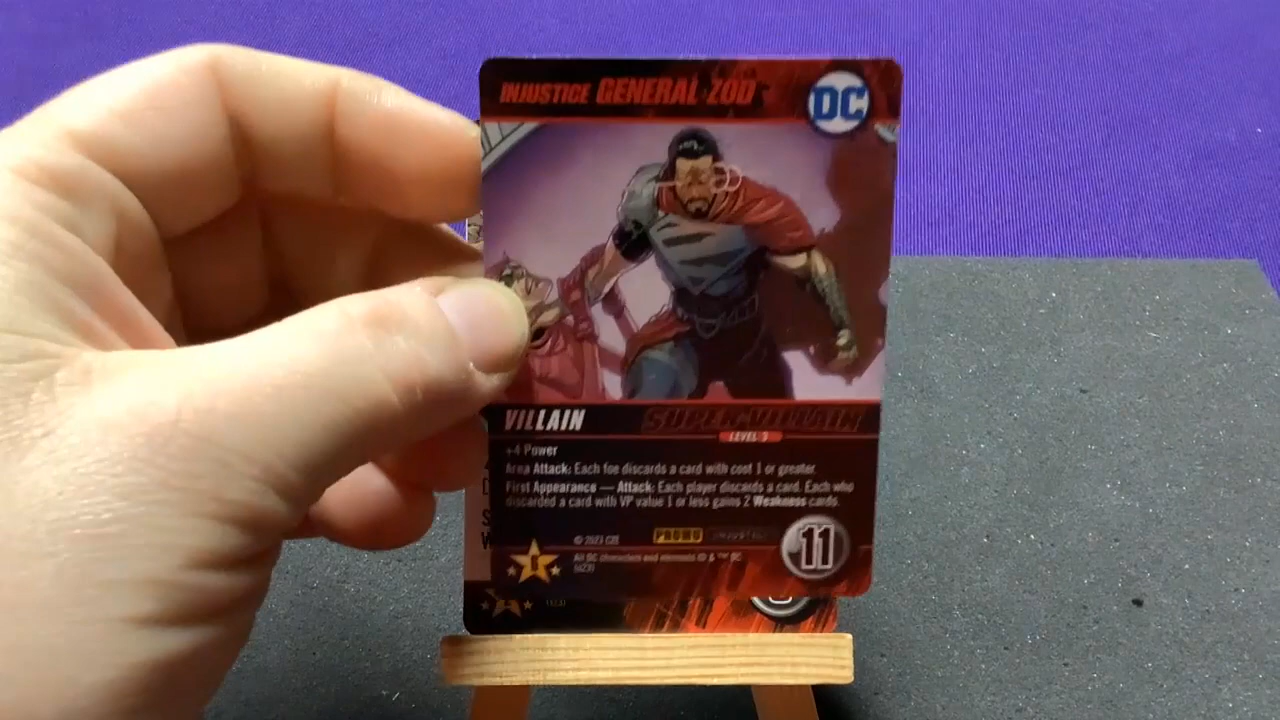 INJUSTICE GENERAL ZOD
DC
VILLAIN
SUPER-VILLAIN
LEVEL 3
+4 Power
Area Attack: Each foe discards a card with cost 1 or greater.
First Appearance — Attack: Each player discards a card. Each who
discarded a card with VP value 1 or less gains 2 Weakness cards.
PROMO INJUSTICE
© 2023 CZE
All DC characters and elements © & ™ DC
(s23)
11